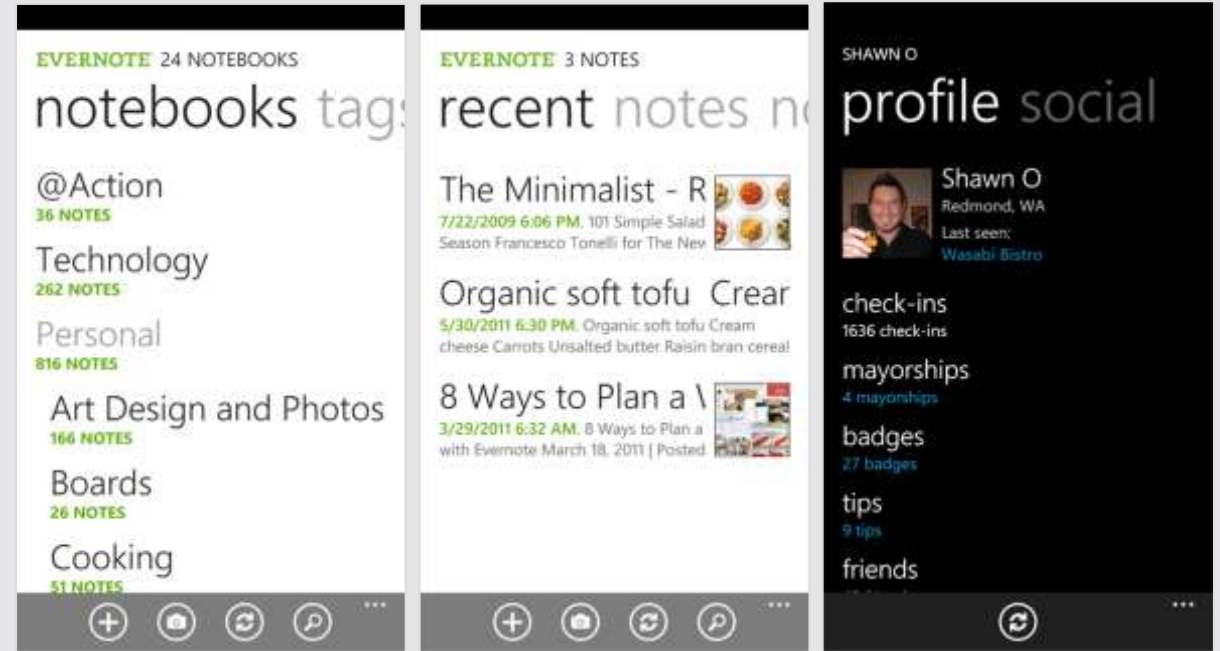 EVERNOTE 24 NOTEBOOKS
notebooks tags
@Action
36 NOTES
Technology
262 NOTES
Personal
816 NOTES
Art Design and Photos
166 NOTES
Boards
26 NOTES
Cooking
51 NOTES
EVERNOTE 3 NOTES
recent notes no
The Minimalist - R
7/22/2009 6:06 PM. 101 Simple Salad
Season Francesco Tonelli for The New
Organic soft tofu Crear
5/30/2011 6:30 PM. Organic soft tofu Cream
cheese Carrots Unsalted butter Raisin bran cereal
8 Ways to Plan a
3/29/2011 6:32 AM. 8 Ways to Plan a
with Evernote March 18, 2011 | Posted
SHAWN O
profile social
Shawn O
Redmond, WA
Last seen:
Wasabi Bistro
check-ins
1636 check-ins
mayorships
4 mayorships
badges
27 badges
tips
9 tips
friends